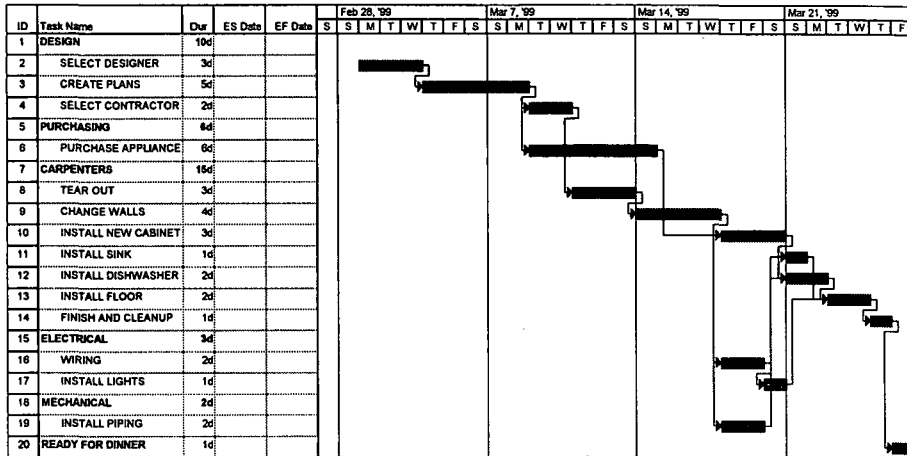 Feb 28, '99 Mar 7, '99 Mar 14, '99 Mar 21, '99
ID Task Name Dur ES Date EF Date S S M T W T F S S M T W T F S S M T W T F S S M T W T F
1 DESIGN 10d
2 SELECT DESIGNER 3d
3 CREATE PLANS 5d
4 SELECT CONTRACTOR 2d
5 PURCHASING 6d
6 PURCHASE APPLIANCE 6d
7 CARPENTERS 15d
8 TEAR OUT 3d
9 CHANGE WALLS 4d
10 INSTALL NEW CABINET 3d
11 INSTALL SINK 1d
12 INSTALL DISHWASHER 2d
13 INSTALL FLOOR 2d
14 FINISH AND CLEANUP 1d
15 ELECTRICAL 3d
16 WIRING 2d
17 INSTALL LIGHTS 1d
18 MECHANICAL 2d
19 INSTALL PIPING 2d
20 READY FOR DINNER 1d